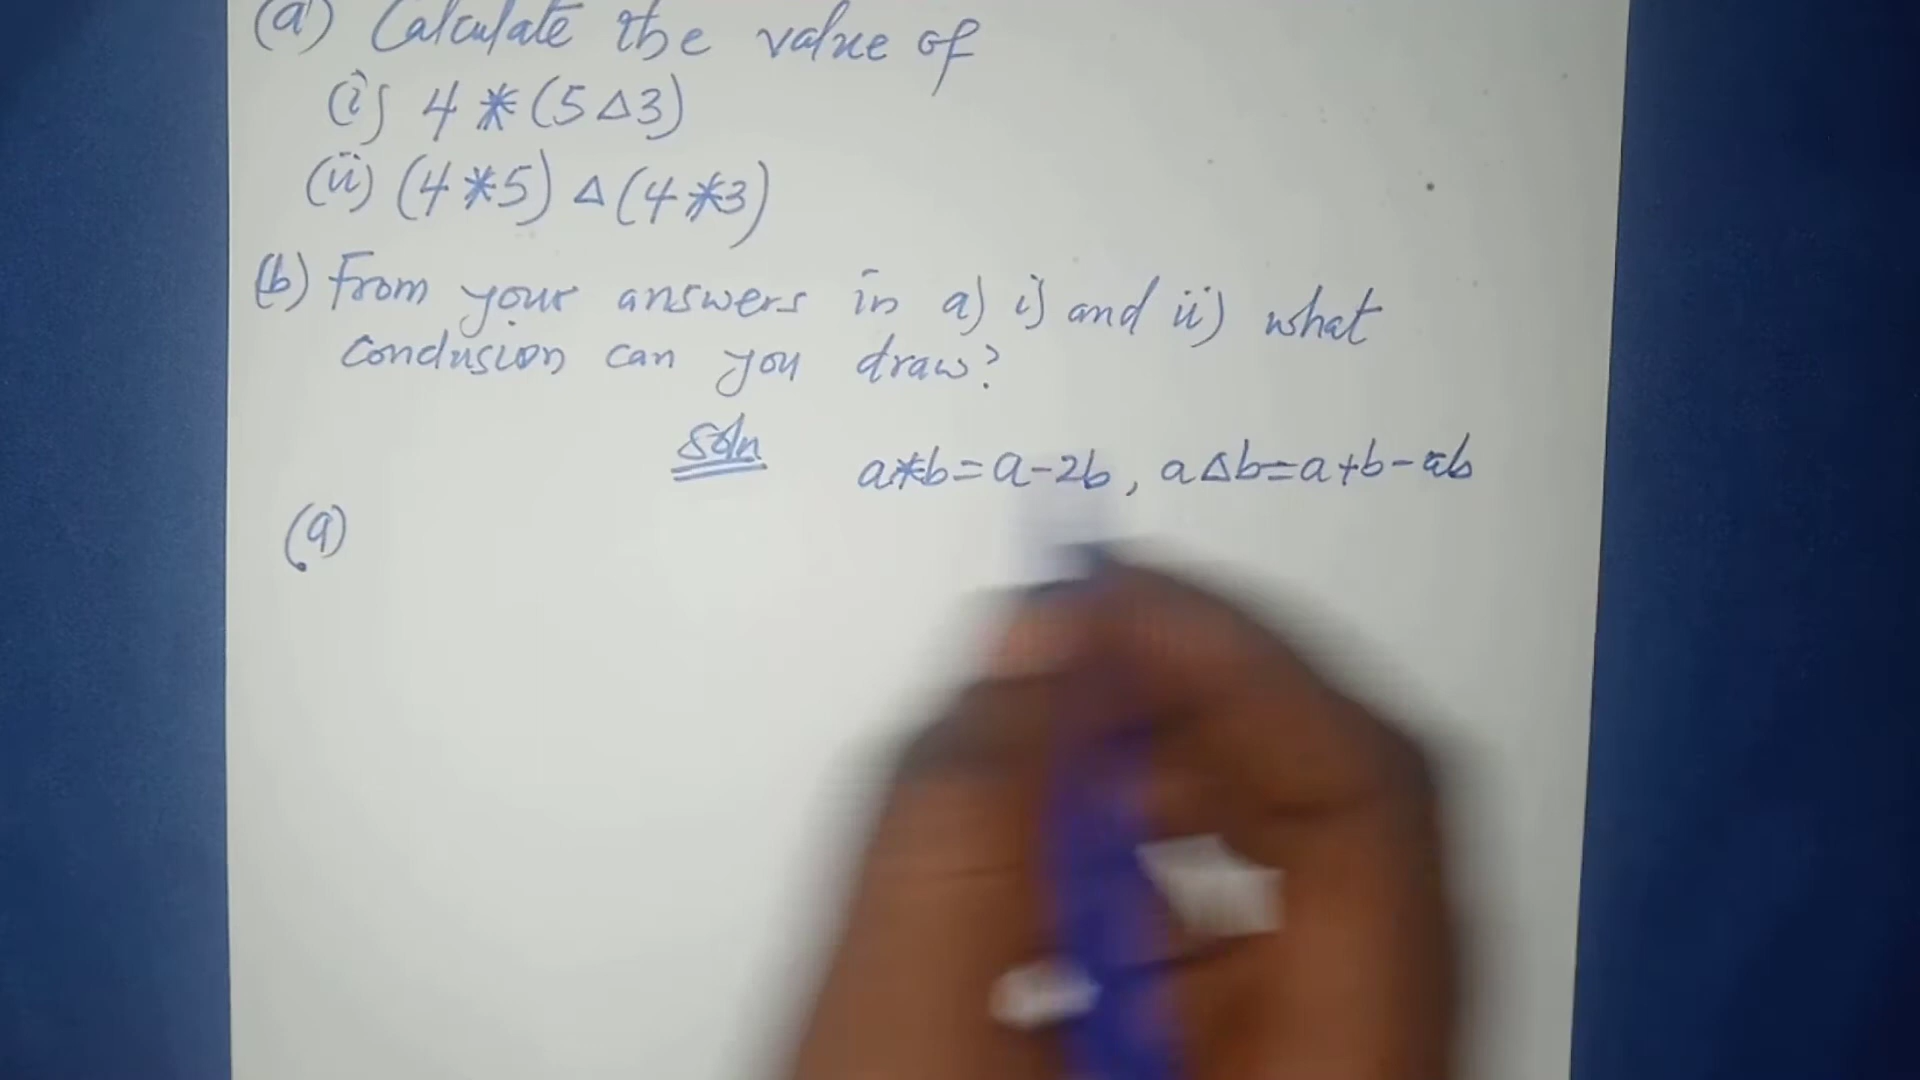 (a) Calculate the value of
(i) 4 * (5 Δ 3)
(ii) (4 * 5) Δ (4 * 3)
(b) From your answers in a) i) and ii) what
conclusion can you draw?
Soln a*b=a-2b, aΔb=a+b-ab
(a)